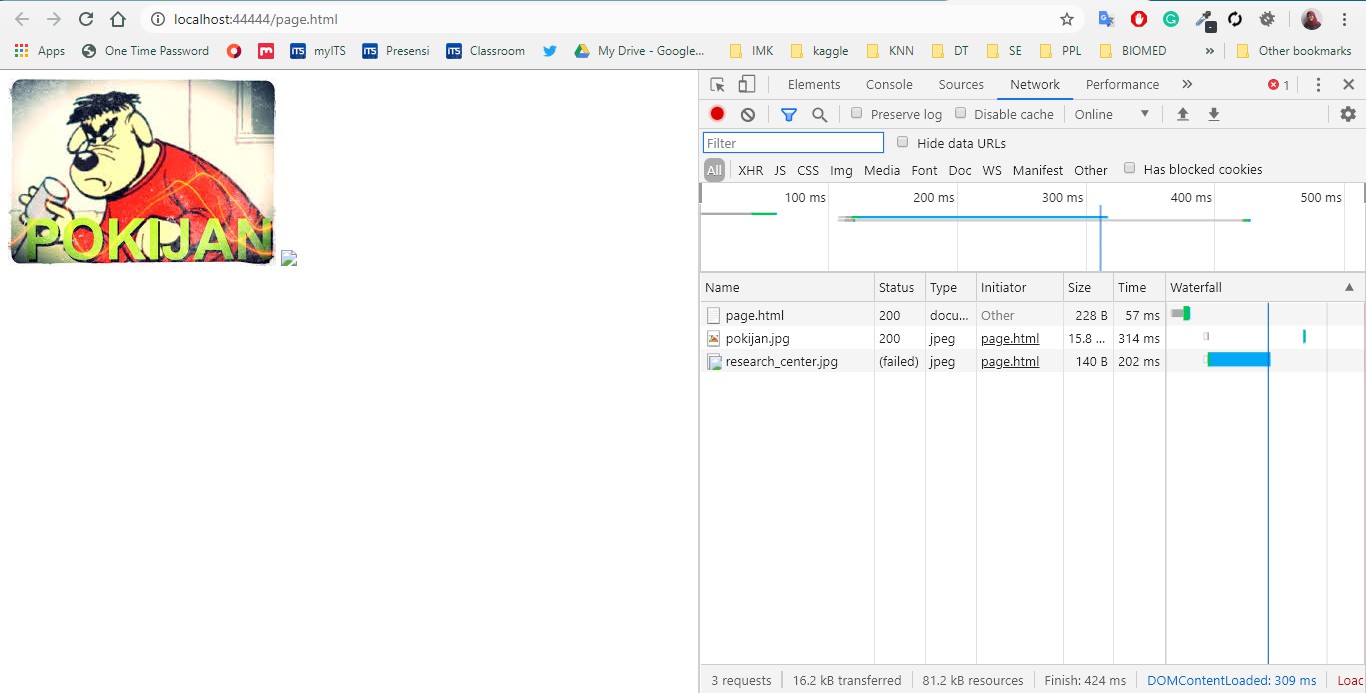 localhost:44444/page.html
Apps One Time Password ITS myITS ITS Presensi ITS Classroom My Drive - Google... IMK kaggle KNN DT SE PPL BIOMED » Other bookmarks
POKIJAN
Elements Console Sources Network Performance » 1
Preserve log Disable cache Online
Filter Hide data URLs
All XHR JS CSS Img Media Font Doc WS Manifest Other Has blocked cookies
100 ms 200 ms 300 ms 400 ms 500 ms
Name Status Type Initiator Size Time Waterfall
page.html 200 docu... Other 228 B 57 ms
pokijan.jpg 200 jpeg page.html 15.8 ... 314 ms
research_center.jpg (failed) jpeg page.html 140 B 202 ms
3 requests 16.2 kB transferred 81.2 kB resources Finish: 424 ms DOMContentLoaded: 309 ms Loac